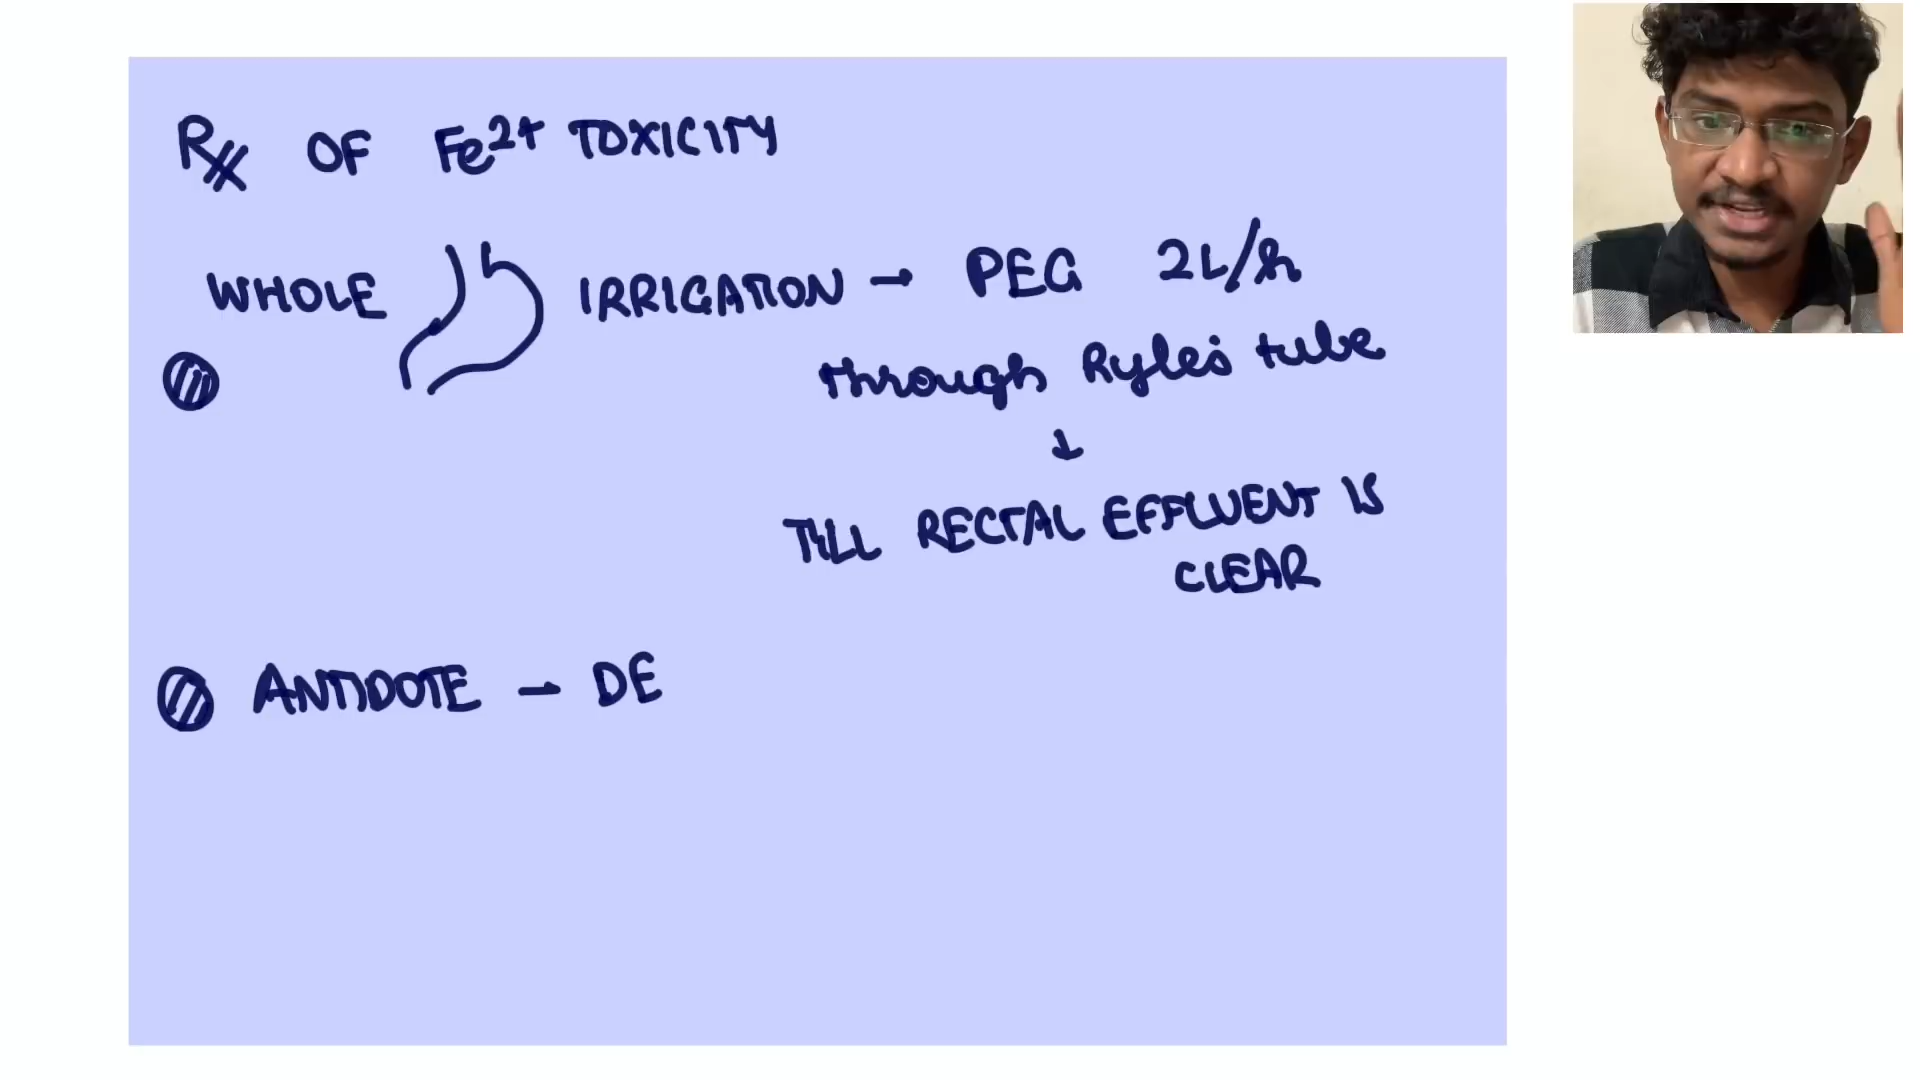 Rx OF Fe2+ TOXICITY
WHOLE IRRIGATION → PEG 2L/h
through Ryle's tube
↓
TILL RECTAL EFFLUENT IS
CLEAR
ANTIDOTE - DE